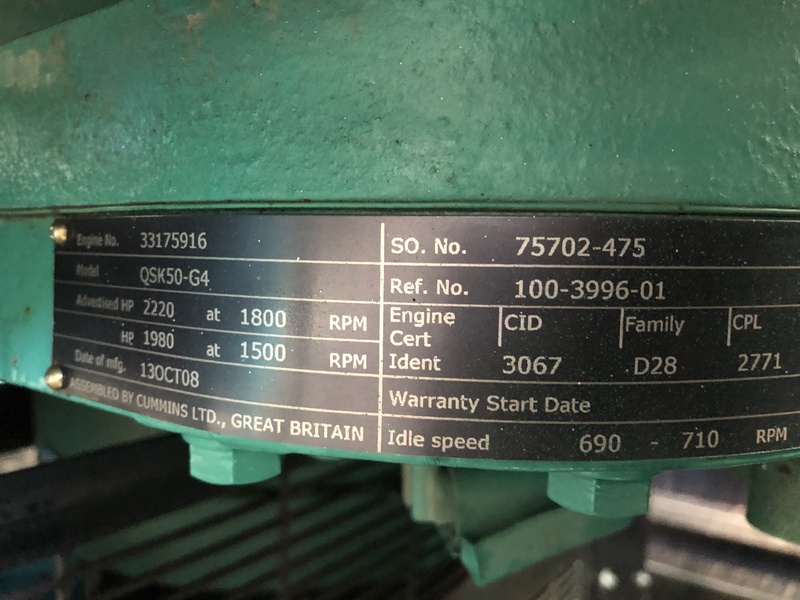 Engine No. 33175916
Model QSK50-G4
Advertised HP 2220 at 1800 RPM
HP 1980 at 1500 RPM
Date of mfg. 13OCT08
ASSEMBLED BY CUMMINS LTD., GREAT BRITAIN
SO. No. 75702-475
Ref. No. 100-3996-01
Engine Cert Ident
CID 3067
Family D28
CPL 2771
Warranty Start Date
Idle speed 690 - 710 RPM